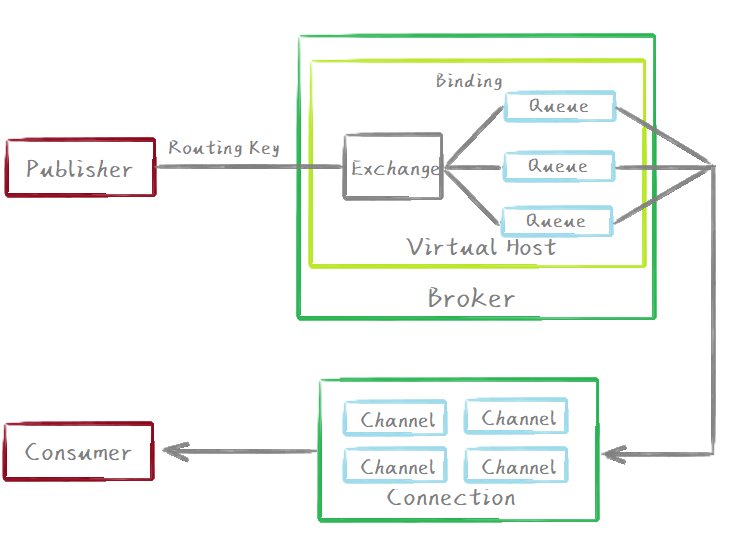 Binding
Queue
Routing Key
Publisher
Exchange
Queue
Queue
Virtual Host
Broker
Channel
Channel
Consumer
Channel
Channel
Connection